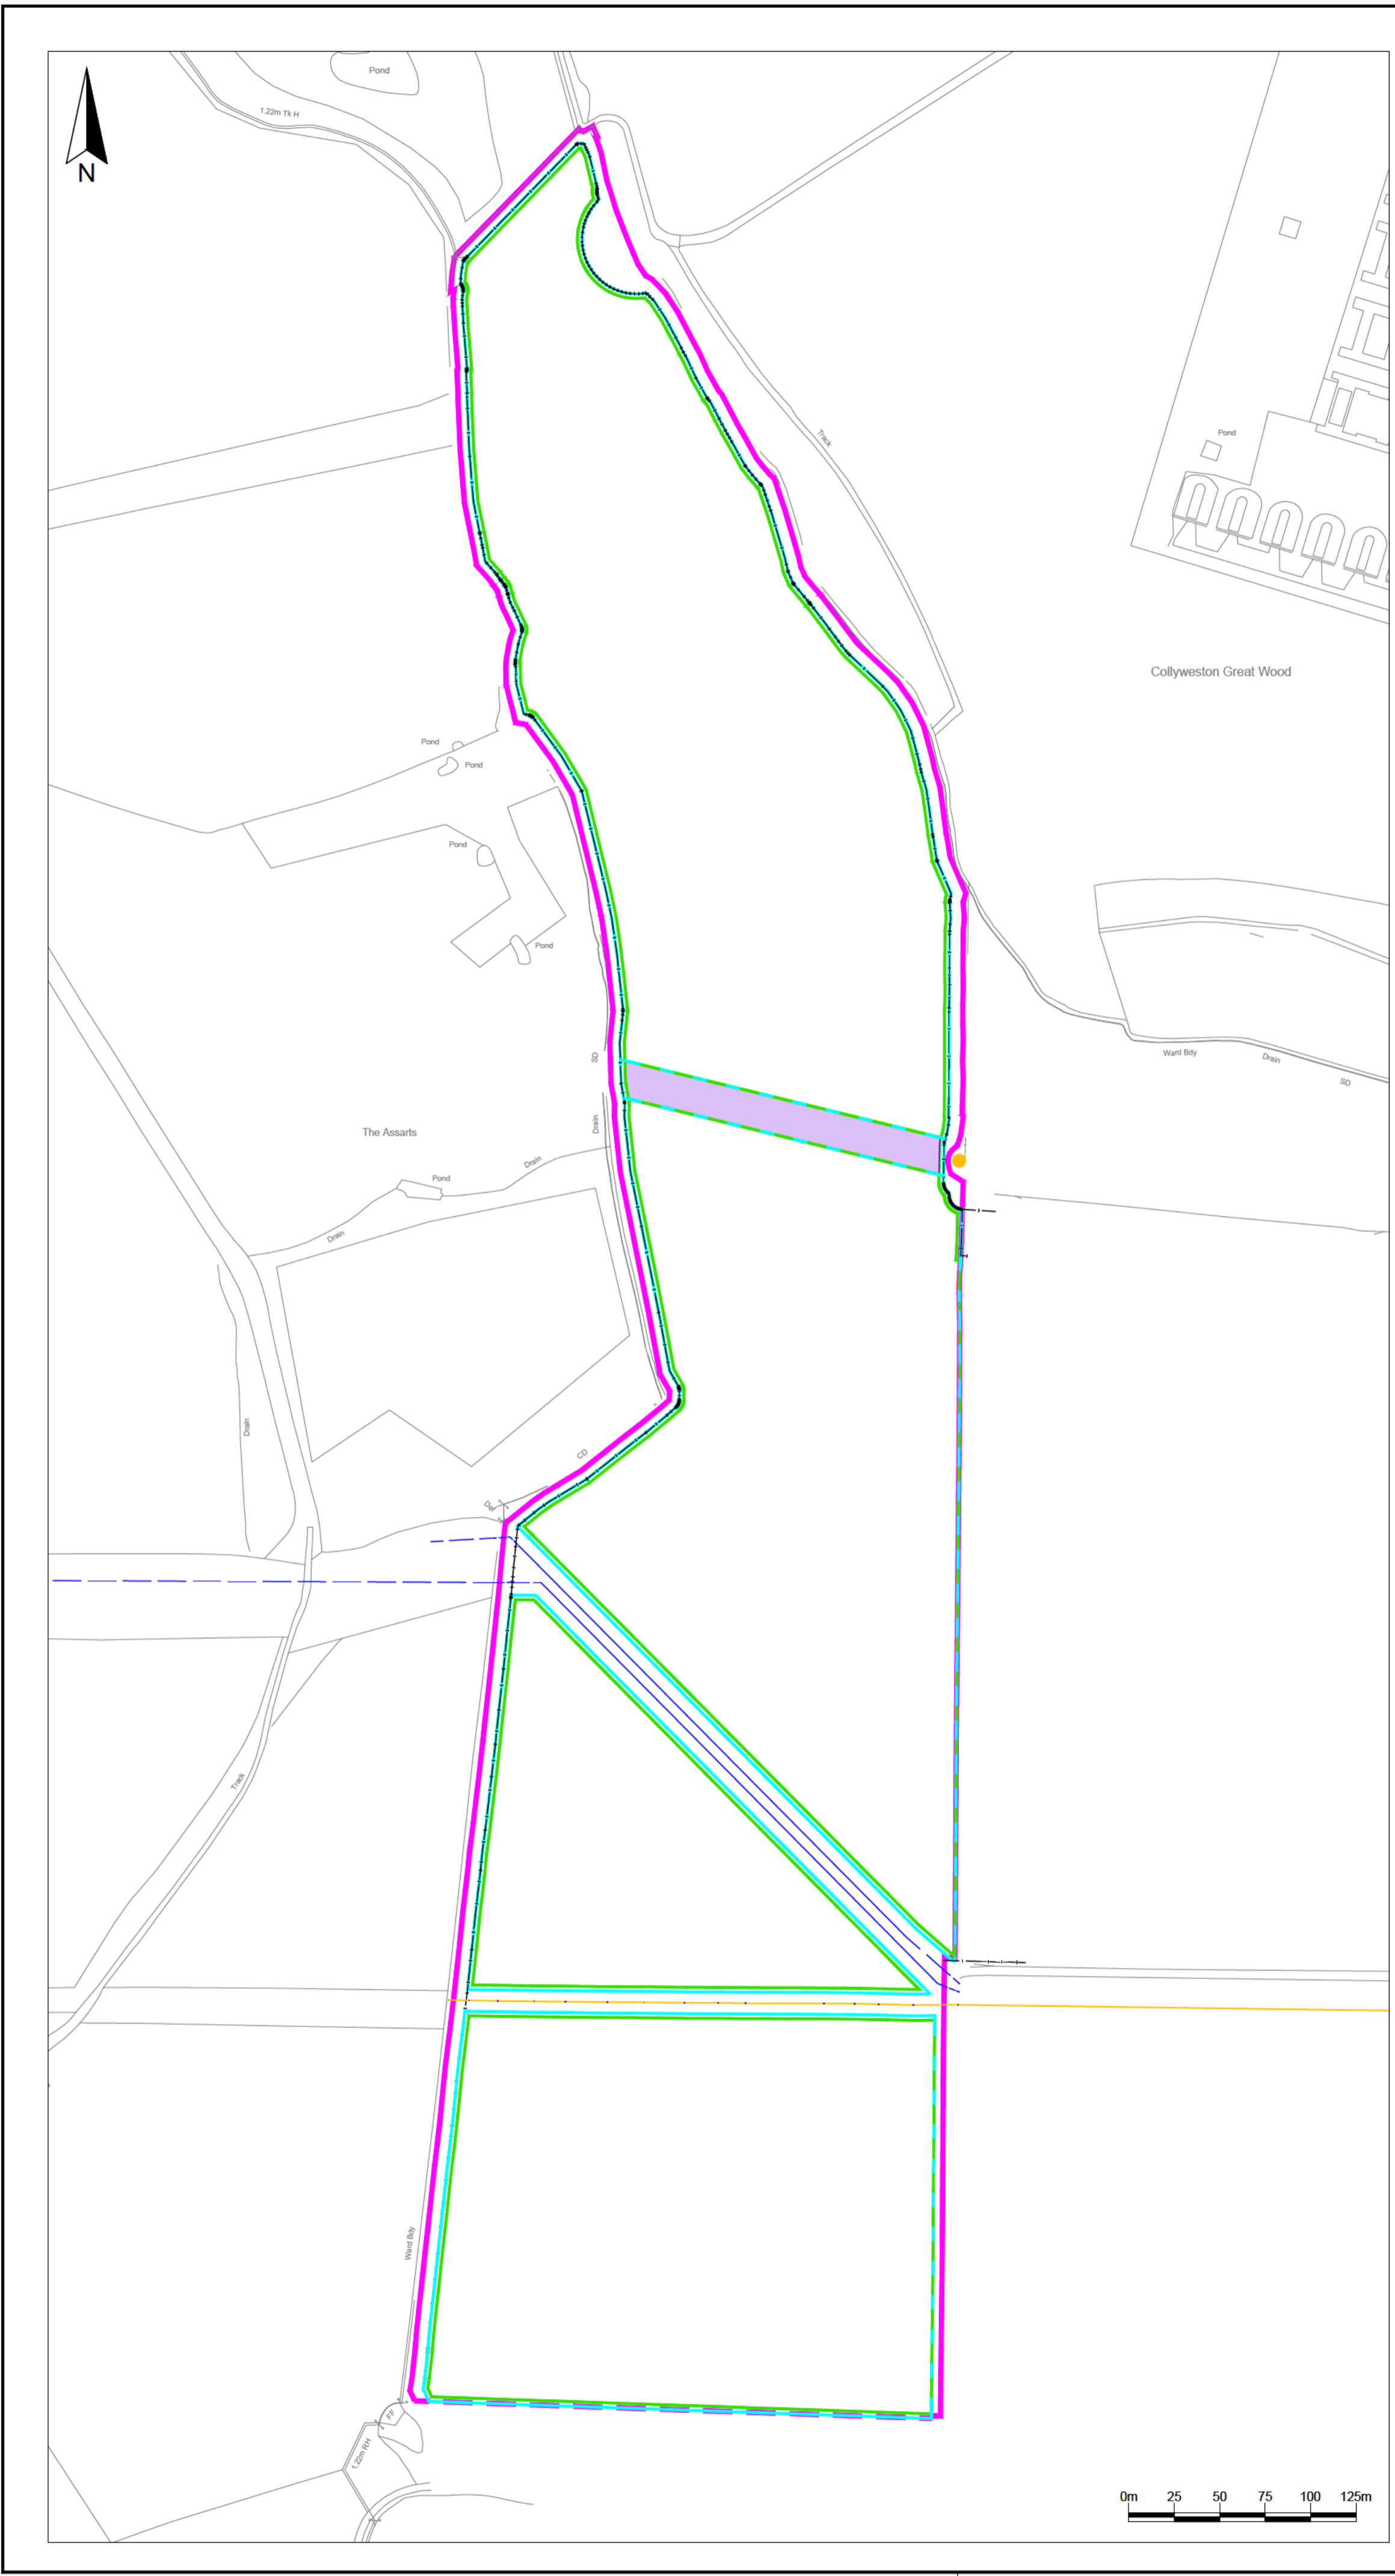 Pond
1.22m Tk H
N
Track
Pond
Collyweston Great Wood
Pond
Pond
Pond
Pond
SD
Ward Bdy
Drain
SD
Drain
The Assarts
Drain
Pond
Drain
Drain
CD
Def
Track
Ward Bdy
FF
1.22m RH
0m 25 50 75 100 125m